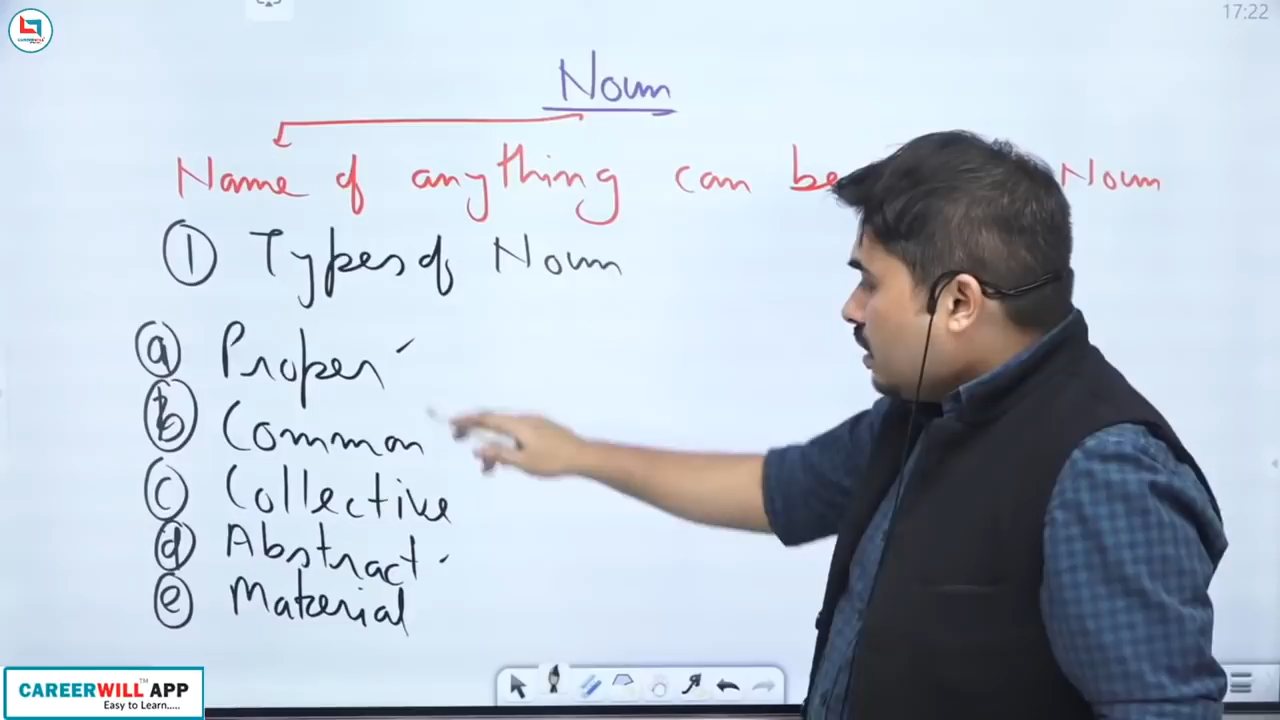 17:22
CAREERWILL
Noun
Name of anything can be Noun
① Types of Noun
ⓐ Proper
ⓑ Common
ⓒ Collective
ⓓ Abstract
ⓔ Material
CAREERWILL™ APP
Easy to Learn.....